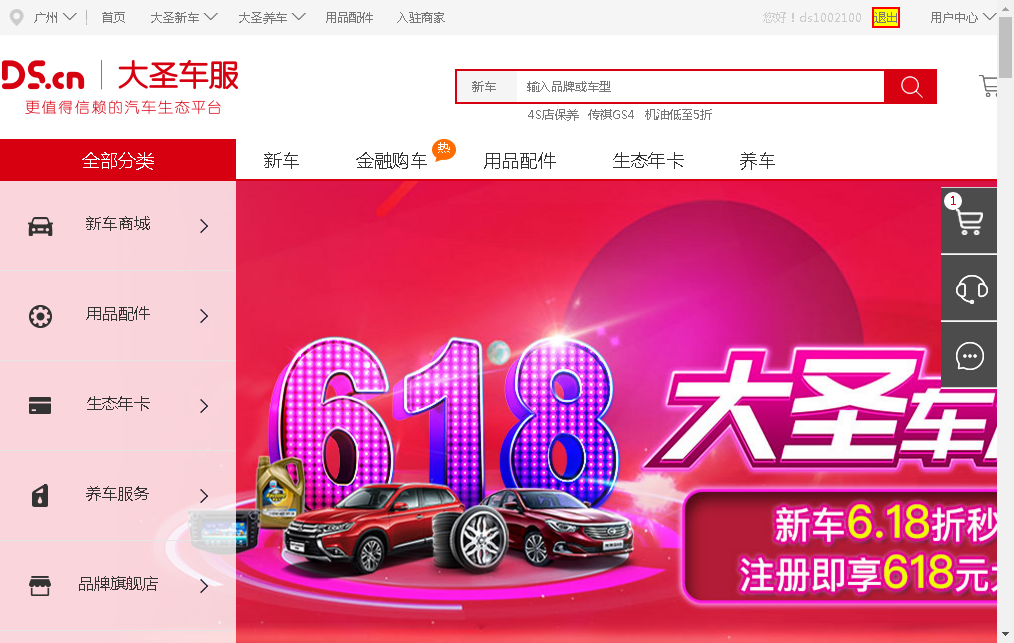 广州 首页 大圣新车 大圣养车 用品配件 入驻商家 您好！ds1002100 退出 用户中心
DS.cn 大圣车服
更值得信赖的汽车生态平台
新车 输入品牌或车型
4S店保养 传祺GS4 机油低至5折
全部分类 新车 金融购车 热 用品配件 生态年卡 养车
1
新车商城
用品配件
生态年卡
养车服务
品牌旗舰店
618
大圣车
新车6.18折秒
注册即享618元